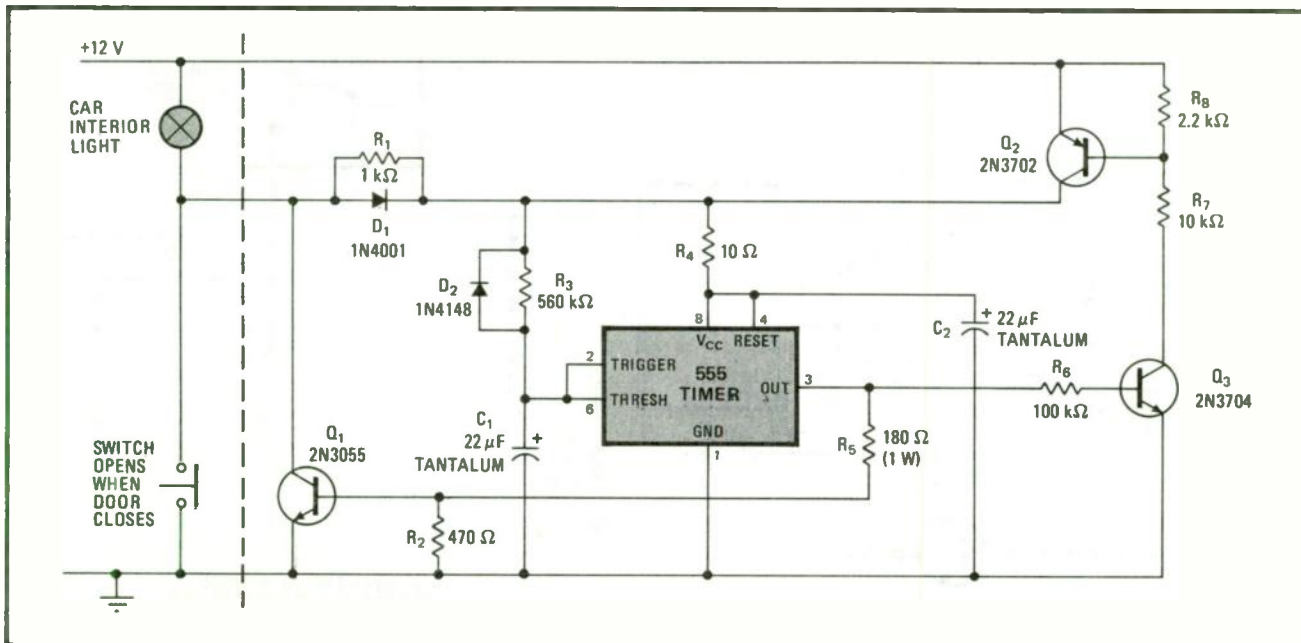 +12 V
CAR
INTERIOR
LIGHT
R1
1 kΩ
D1
1N4001
D2
1N4148
R3
560 kΩ
R4
10 Ω
Q2
2N3702
R8
2.2 kΩ
R7
10 kΩ
8
4
VCC
RESET
2
TRIGGER
555
TIMER
6
THRESH
OUT
3
GND
1
C2
+
22 µF
TANTALUM
R6
100 kΩ
Q3
2N3704
C1
22 µF
+
TANTALUM
R5
180 Ω
(1 W)
Q1
2N3055
R2
470 Ω
SWITCH
OPENS
WHEN
DOOR
CLOSES